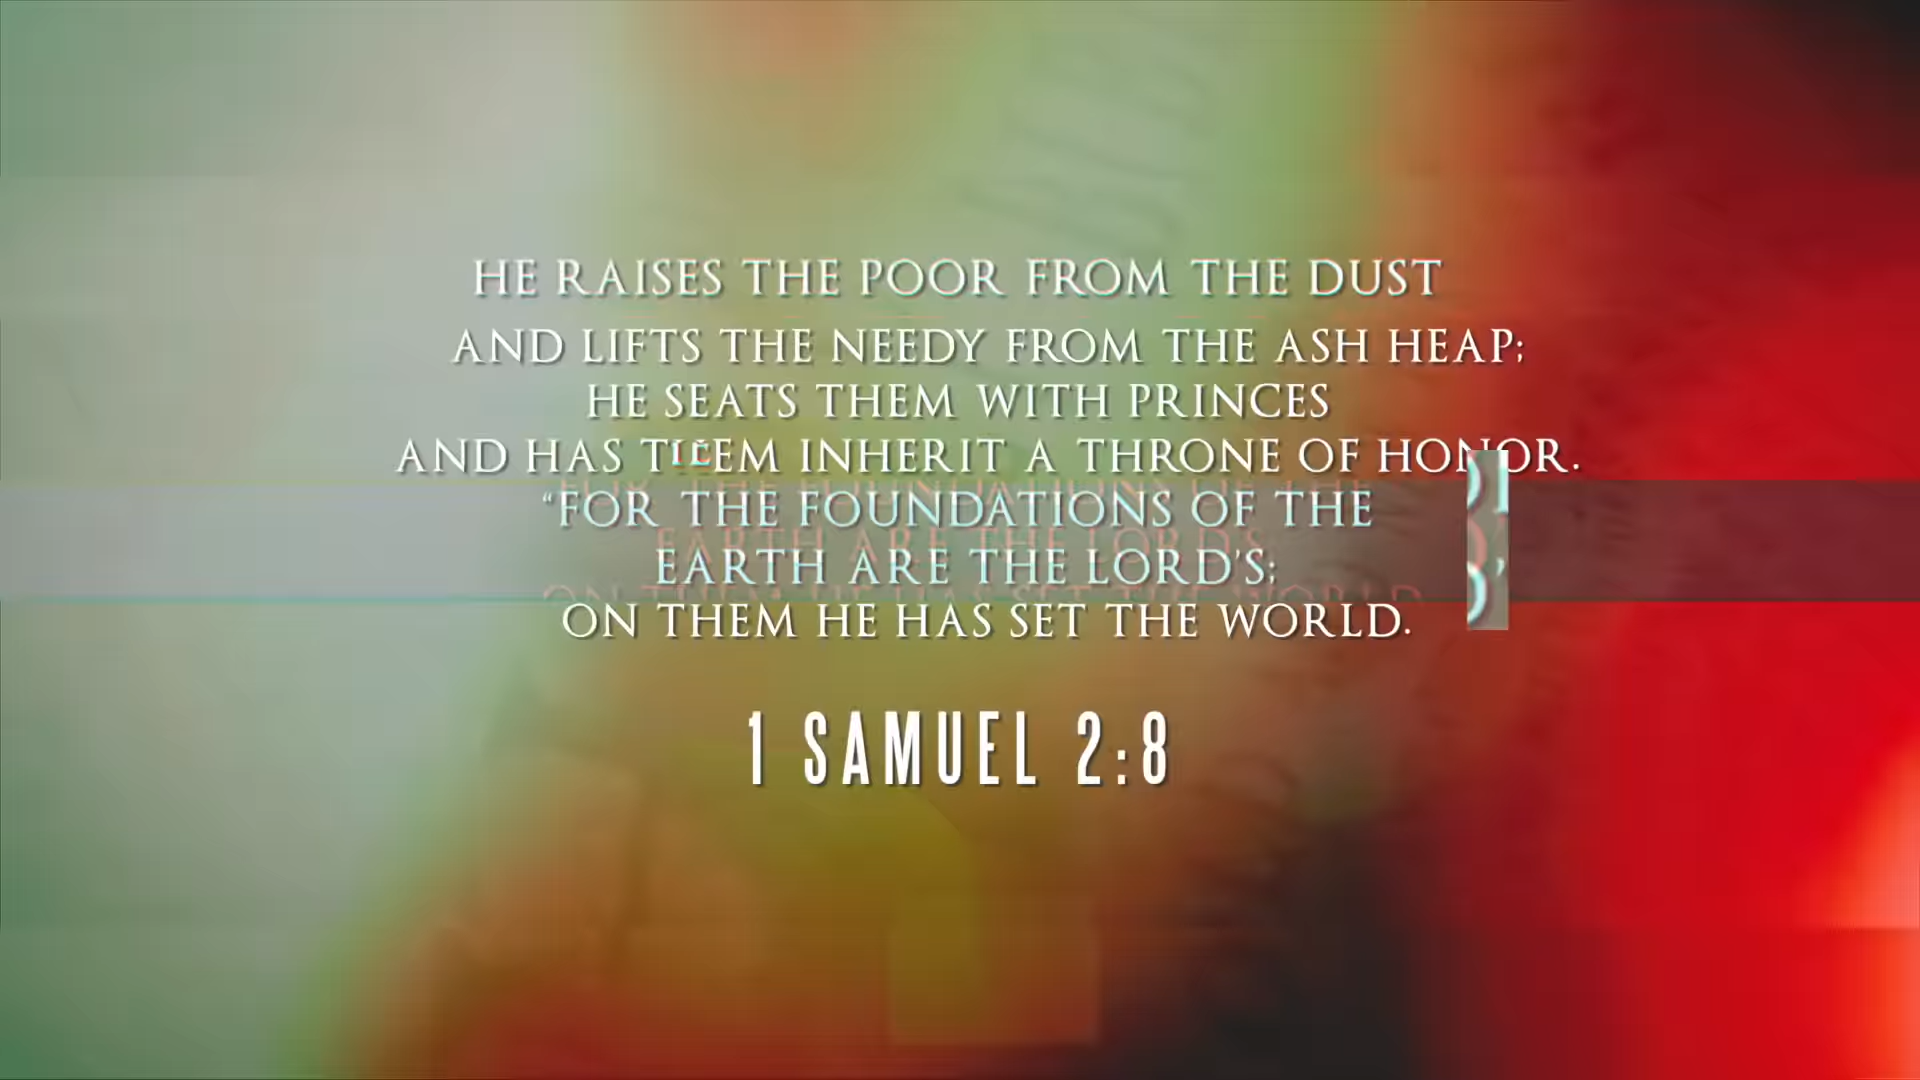 HE RAISES THE POOR FROM THE DUST
AND LIFTS THE NEEDY FROM THE ASH HEAP;
HE SEATS THEM WITH PRINCES
AND HAS THEM INHERIT A THRONE OF HONOR.
“FOR THE FOUNDATIONS OF THE
EARTH ARE THE LORD’S;
ON THEM HE HAS SET THE WORLD.
1 SAMUEL 2:8